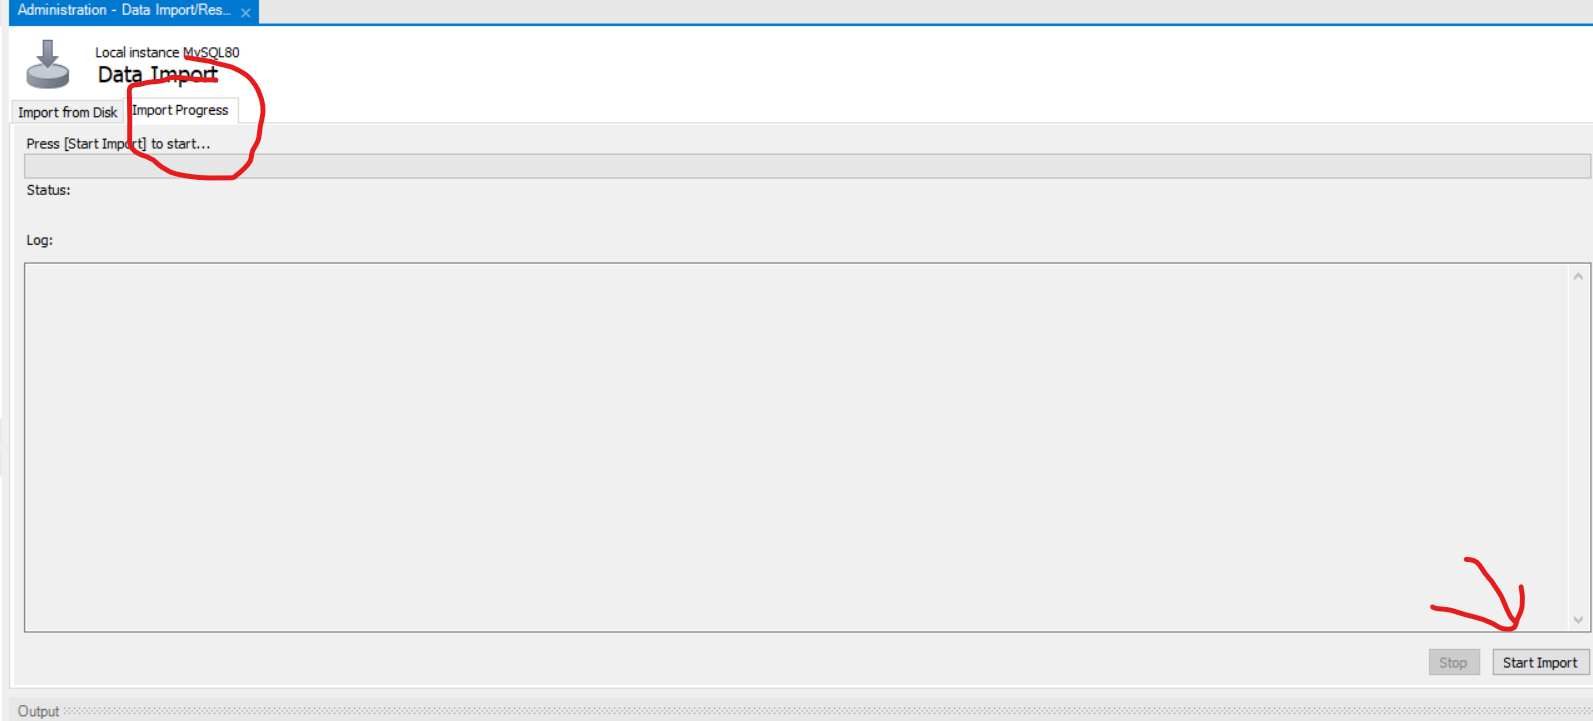 Administration - Data Import/Res...
Local instance MySQL80
Data Import
Import from Disk Import Progress
Press [Start Import] to start...
Status:
Log:
Stop Start Import
Output